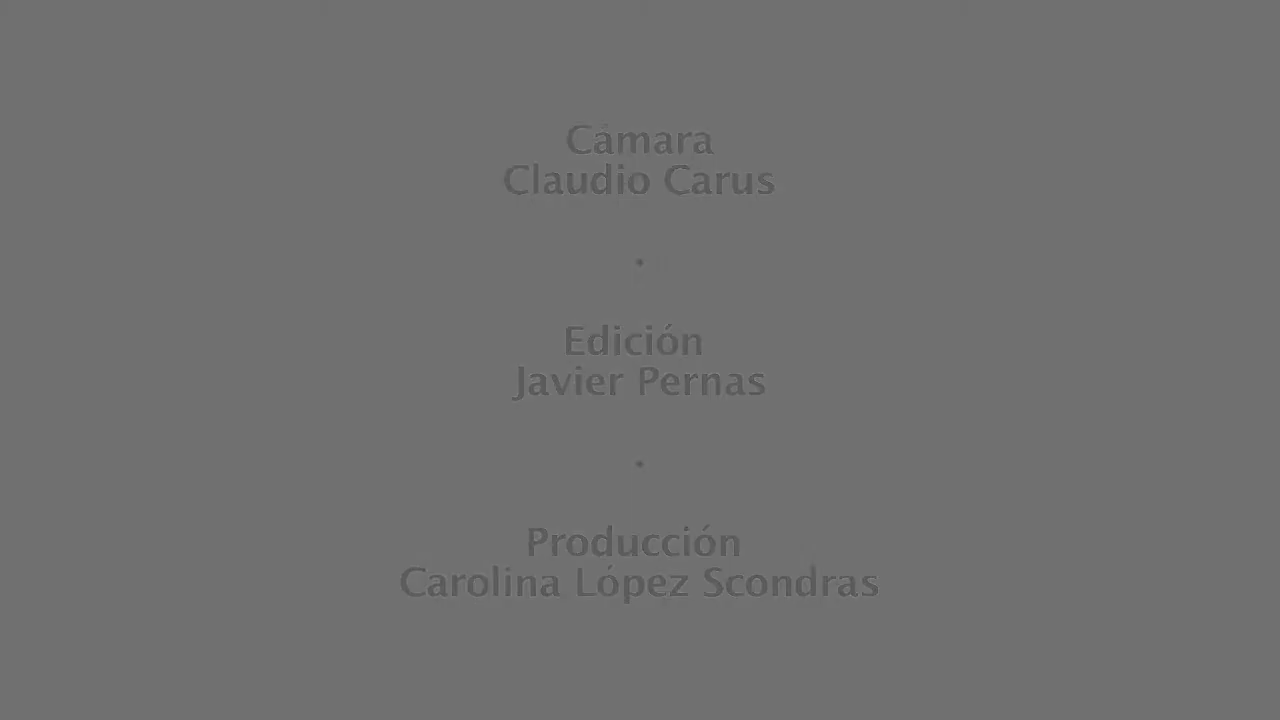 Cámara
Claudio Carus
•
Edición
Javier Pernas
•
Producción
Carolina López Scondras